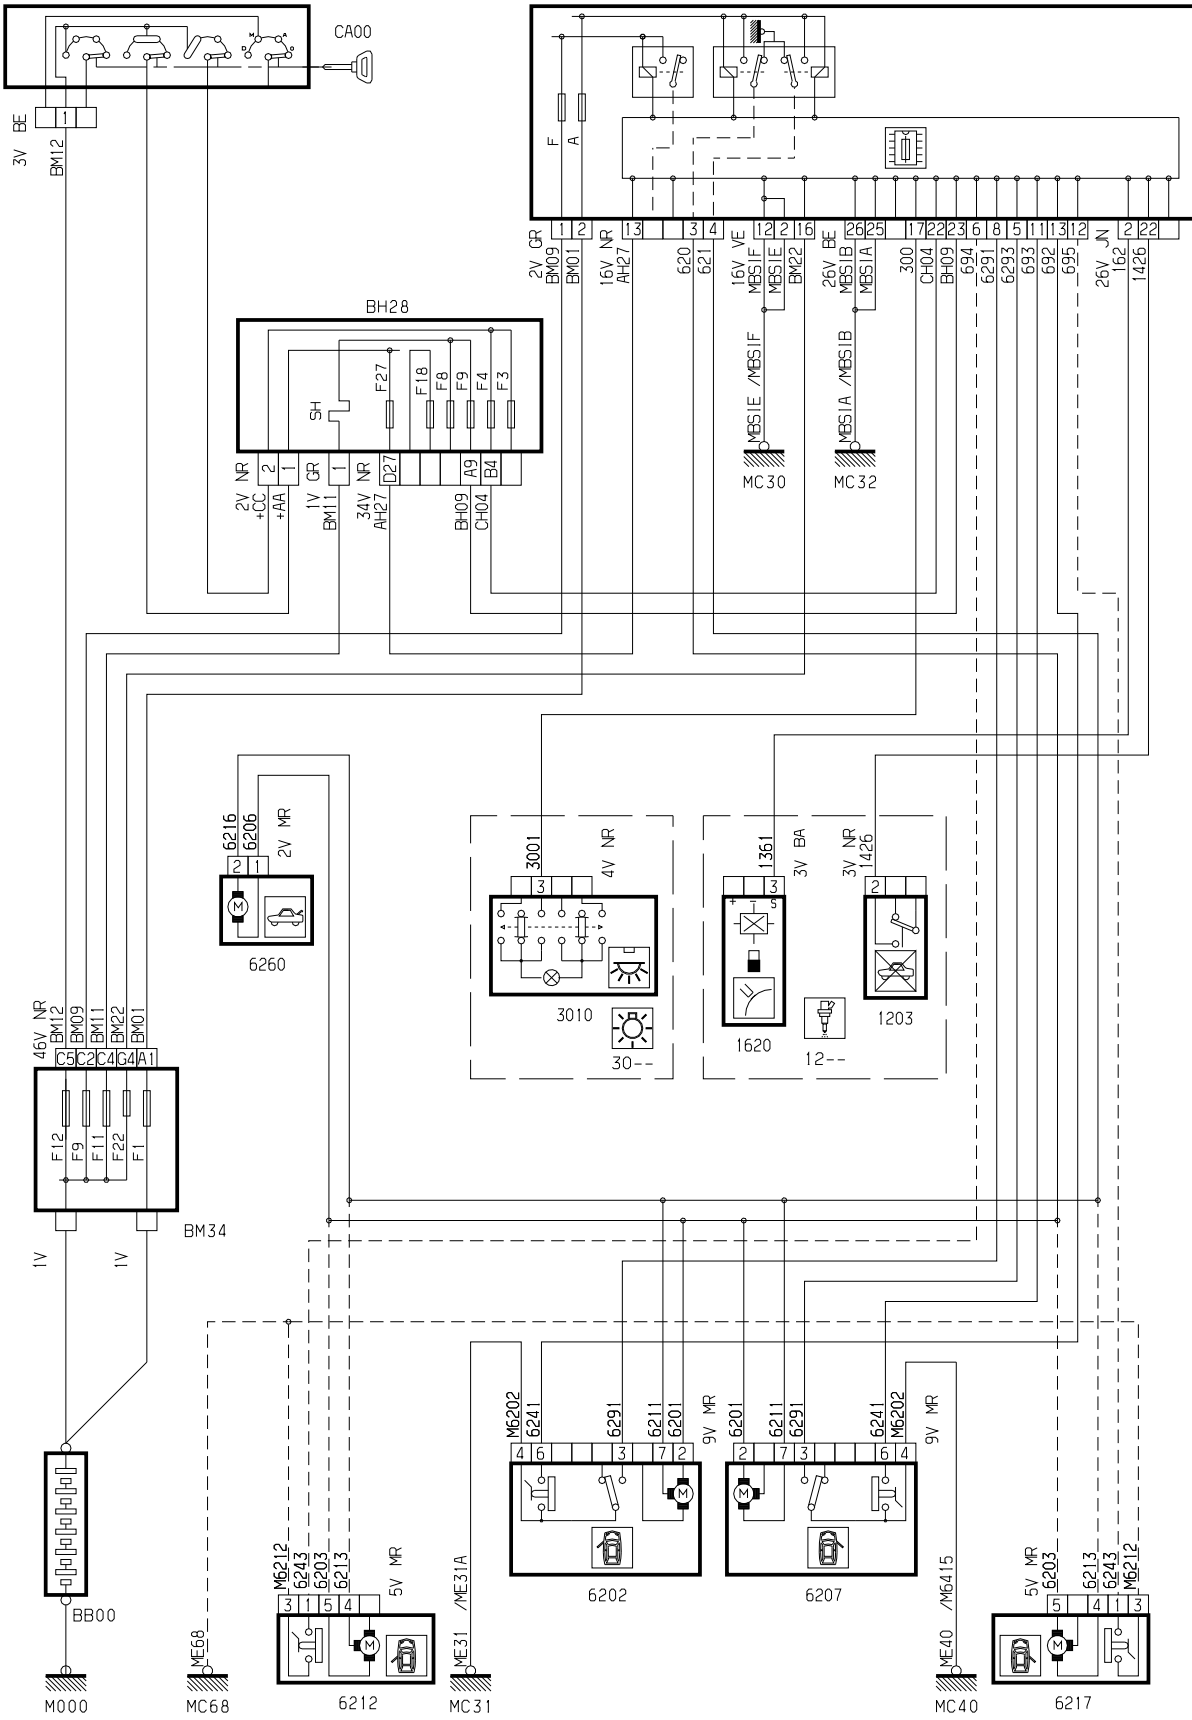 CA00
M
A
D
O
1
3V BE
BM12
F
A
2V GR
1
2
BM09
BM01
16V NR
13
3
4
AH27
620
621
16V VE
12
2
16
MBS1F
MBS1E
BM22
26V BE
26
25
17
22
23
6
8
5
11
13
12
MBS1B
MBS1A
300
CH04
BH09
694
6291
6293
693
692
695
26V JN
2
22
162
1426
BH28
SH
F27
F18
F8
F9
F4
F3
2V NR
2
1
+CC
+AA
1V GR
1
BM11
34V NR
D27
A9
B4
AH27
BH09
CH04
MBS1E /MBS1F
MC30
MBS1A /MBS1B
MC32
6216
6206
2V MR
2
1
M
6260
3001
4V NR
3
3010
30--
1361
3V BA
3
+
−
S
1620
12--
3V NR
1426
2
1203
46V NR
BM12
BM09
BM11
BM22
BM01
C5
C2
C4
G4
A1
F12
F9
F11
F22
F1
BM34
1V
1V
BB00
M000
ME68
MC68
M6212
6243
6203
6213
5V MR
3
1
5
4
M
6212
ME31 /ME31A
MC31
M6202
6241
6291
6211
6201
9V MR
4
6
3
7
2
M
6202
6201
6211
6291
6241
M6202
9V MR
2
7
3
6
4
M
6207
ME40 /M6415
MC40
5V MR
6203
6213
6243
M6212
5
4
1
3
M
6217